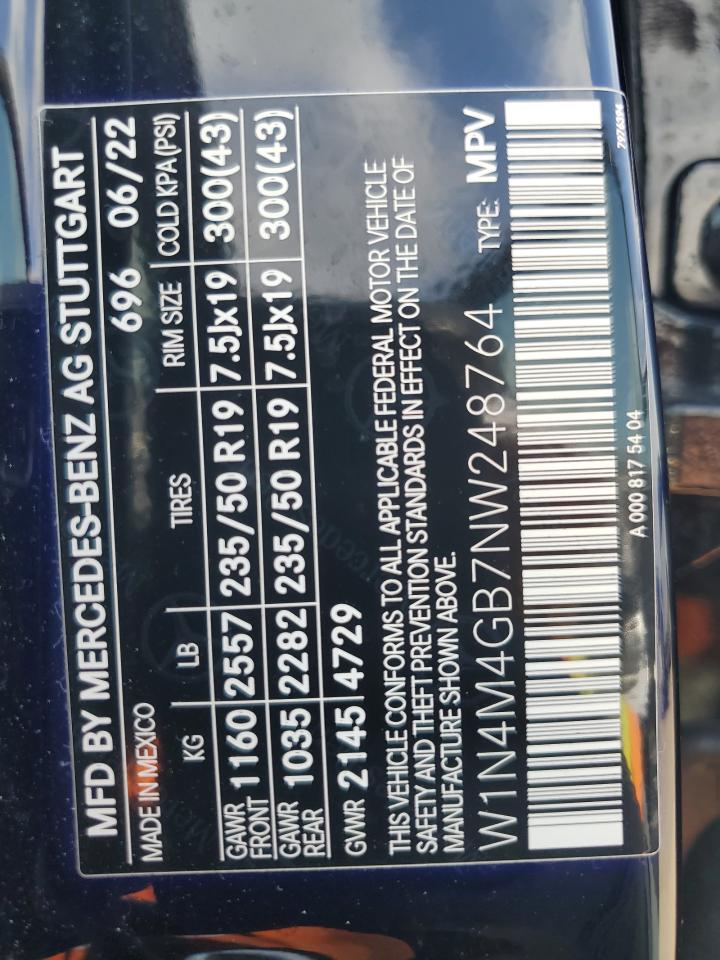 MFD BY MERCEDES-BENZ AG STUTTGART
MADE IN MEXICO 696 06/22
KG LB TIRES RIM SIZE COLD KPA(PSI)
GAWR FRONT 1160 2557 235/50 R19 7.5Jx19 300(43)
GAWR REAR 1035 2282 235/50 R19 7.5Jx19 300(43)
GVWR 2145 4729
THIS VEHICLE CONFORMS TO ALL APPLICABLE FEDERAL MOTOR VEHICLE
SAFETY AND THEFT PREVENTION STANDARDS IN EFFECT ON THE DATE OF
MANUFACTURE SHOWN ABOVE.
W1N4M4GB7NW248764 TYPE: MPV
A 000 817 54 04